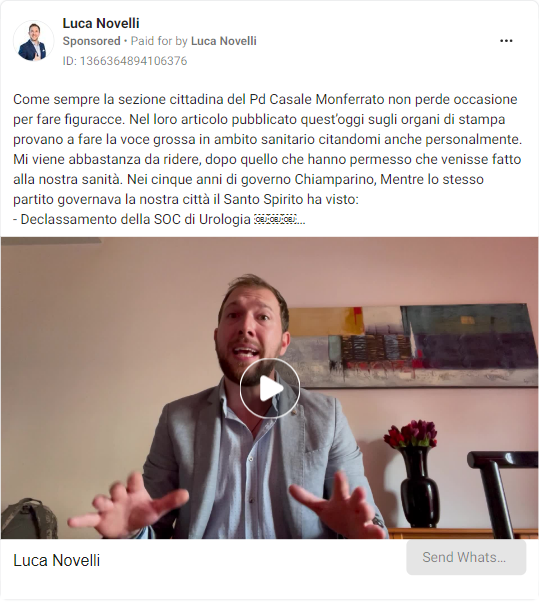 Luca Novelli
Sponsored • Paid for by Luca Novelli
ID: 1366364894106376
Come sempre la sezione cittadina del Pd Casale Monferrato non perde occasione
per fare figuracce. Nel loro articolo pubblicato quest'oggi sugli organi di stampa
provano a fare la voce grossa in ambito sanitario citandomi anche personalmente.
Mi viene abbastanza da ridere, dopo quello che hanno permesso che venisse fatto
alla nostra sanità. Nei cinque anni di governo Chiamparino, Mentre lo stesso
partito governava la nostra città il Santo Spirito ha visto:
- Declassamento della SOC di Urologia ￼￼￼...
Luca Novelli
Send Whats...